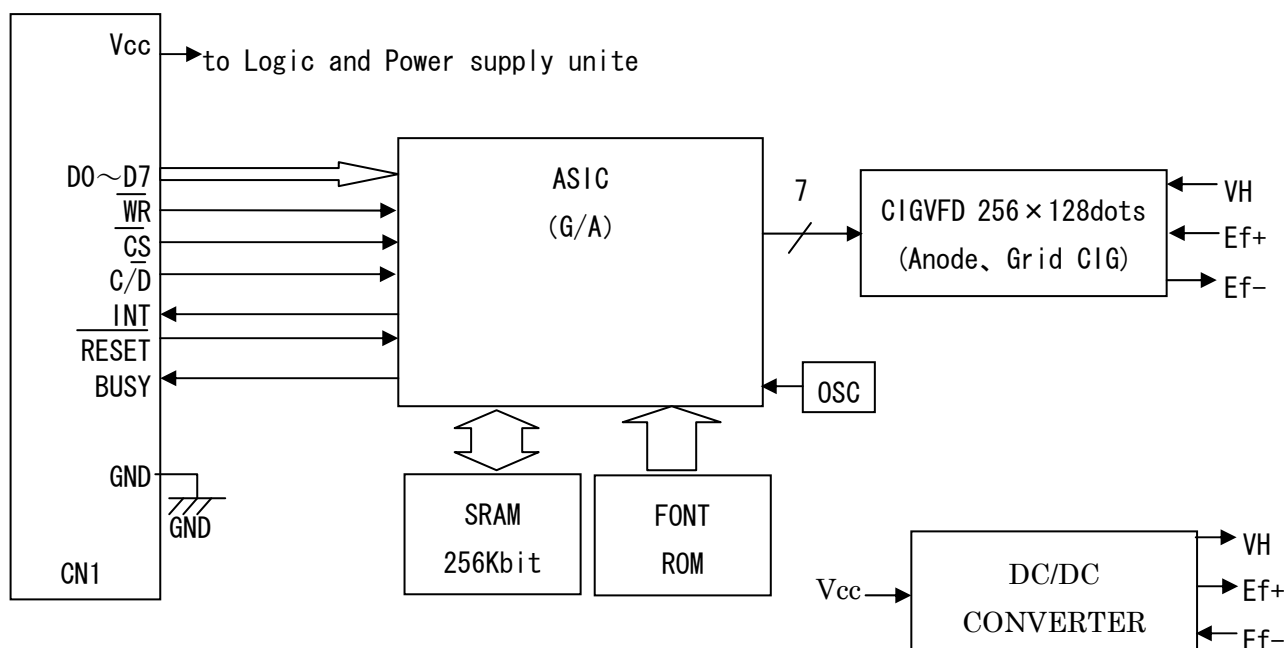 Vcc
to Logic and Power supply unite
D0～D7
WR
CS
C/D
INT
RESET
BUSY
GND
GND
CN1
ASIC
(G/A)
7
CIGVFD 256×128dots
(Anode、Grid CIG)
VH
Ef+
Ef-
OSC
SRAM
256Kbit
FONT
ROM
Vcc
DC/DC
CONVERTER
VH
Ef+
Ef-